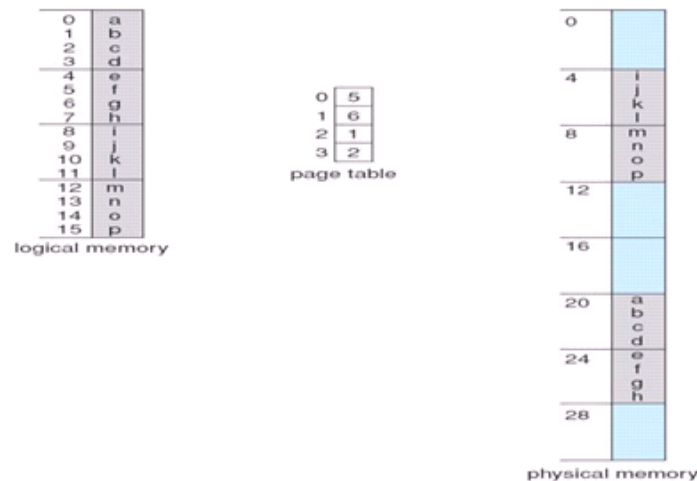 0 a
1 b
2 c
3 d
4 e
5 f
6 g
7 h
8 i
9 j
10 k
11 l
12 m
13 n
14 o
15 p
logical memory
0 5
1 6
2 1
3 2
page table
0
4 i
j
k
l
8 m
n
o
p
12
16
20 a
b
c
d
24 e
f
g
h
28
physical memory